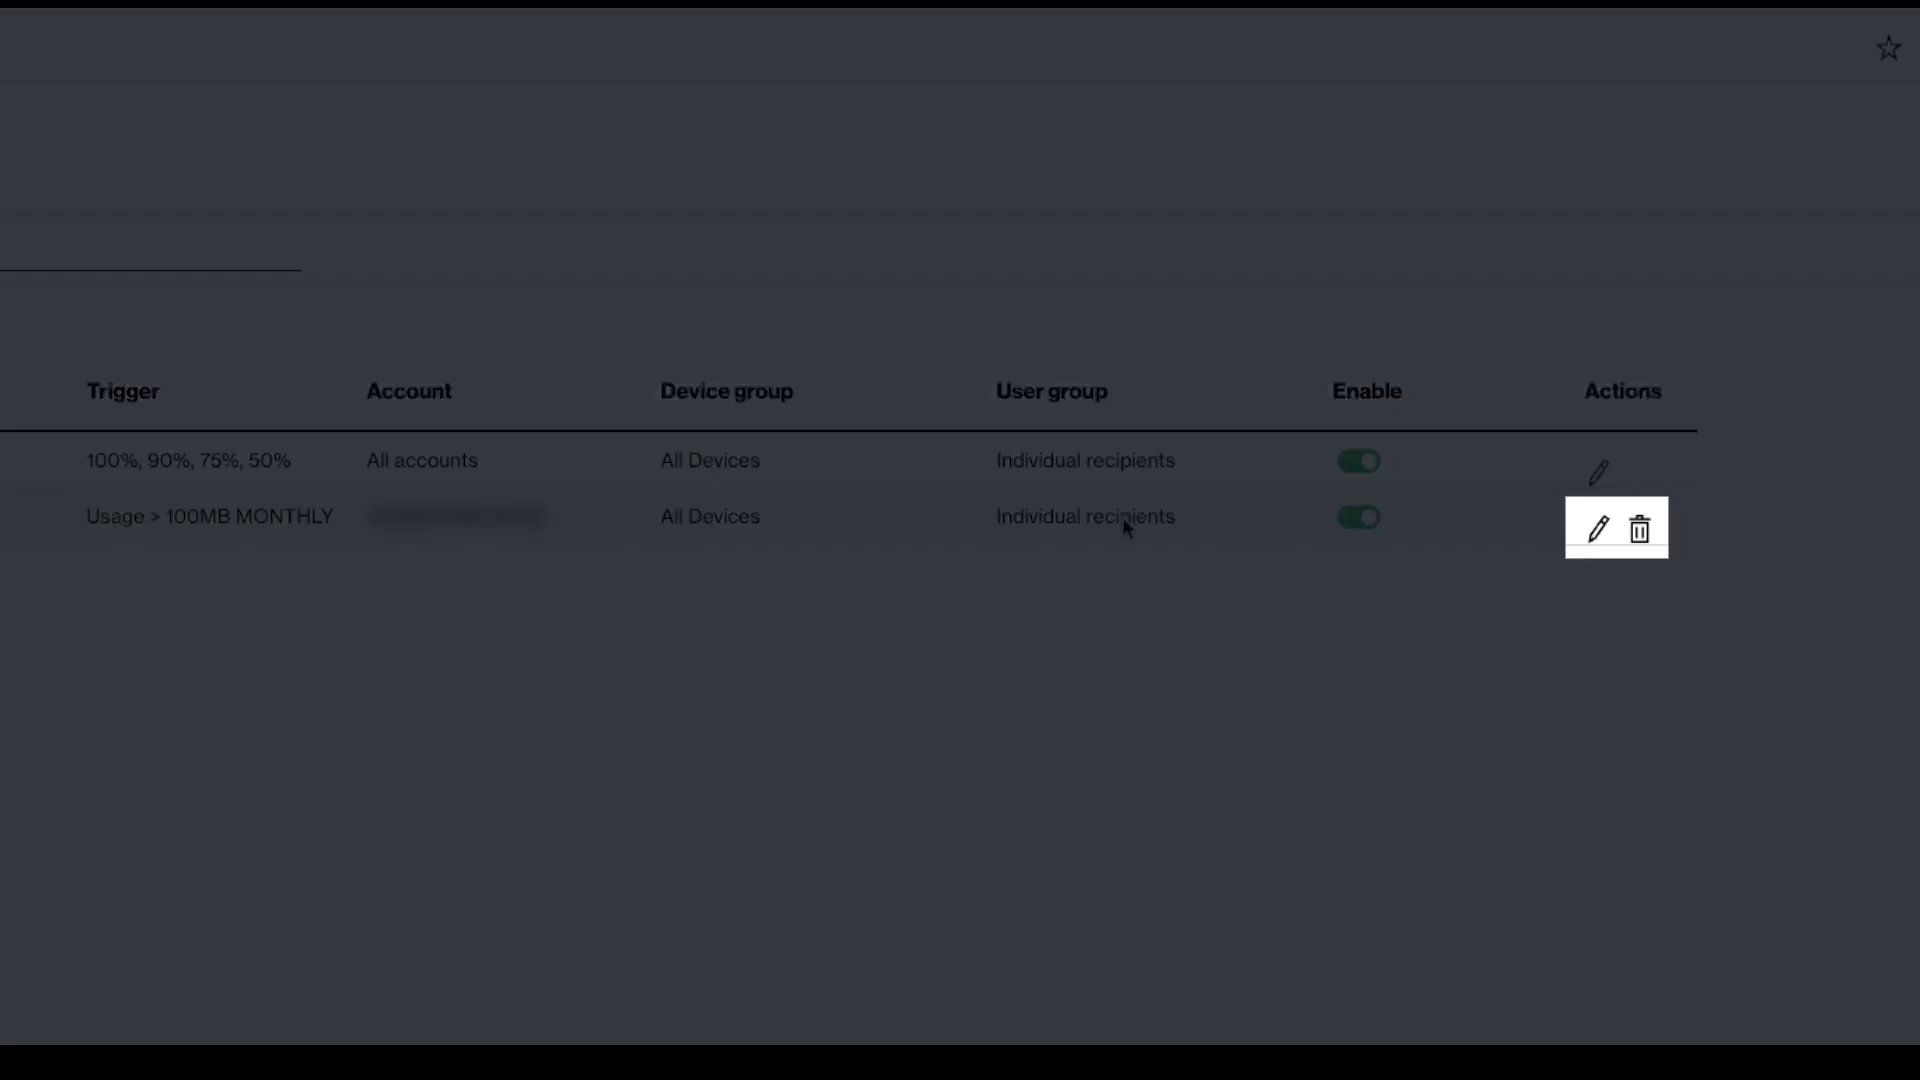 Trigger Account Device group User group Enable Actions
100%, 90%, 75%, 50% All accounts All Devices Individual recipients
Usage > 100MB MONTHLY All Devices Individual recipients